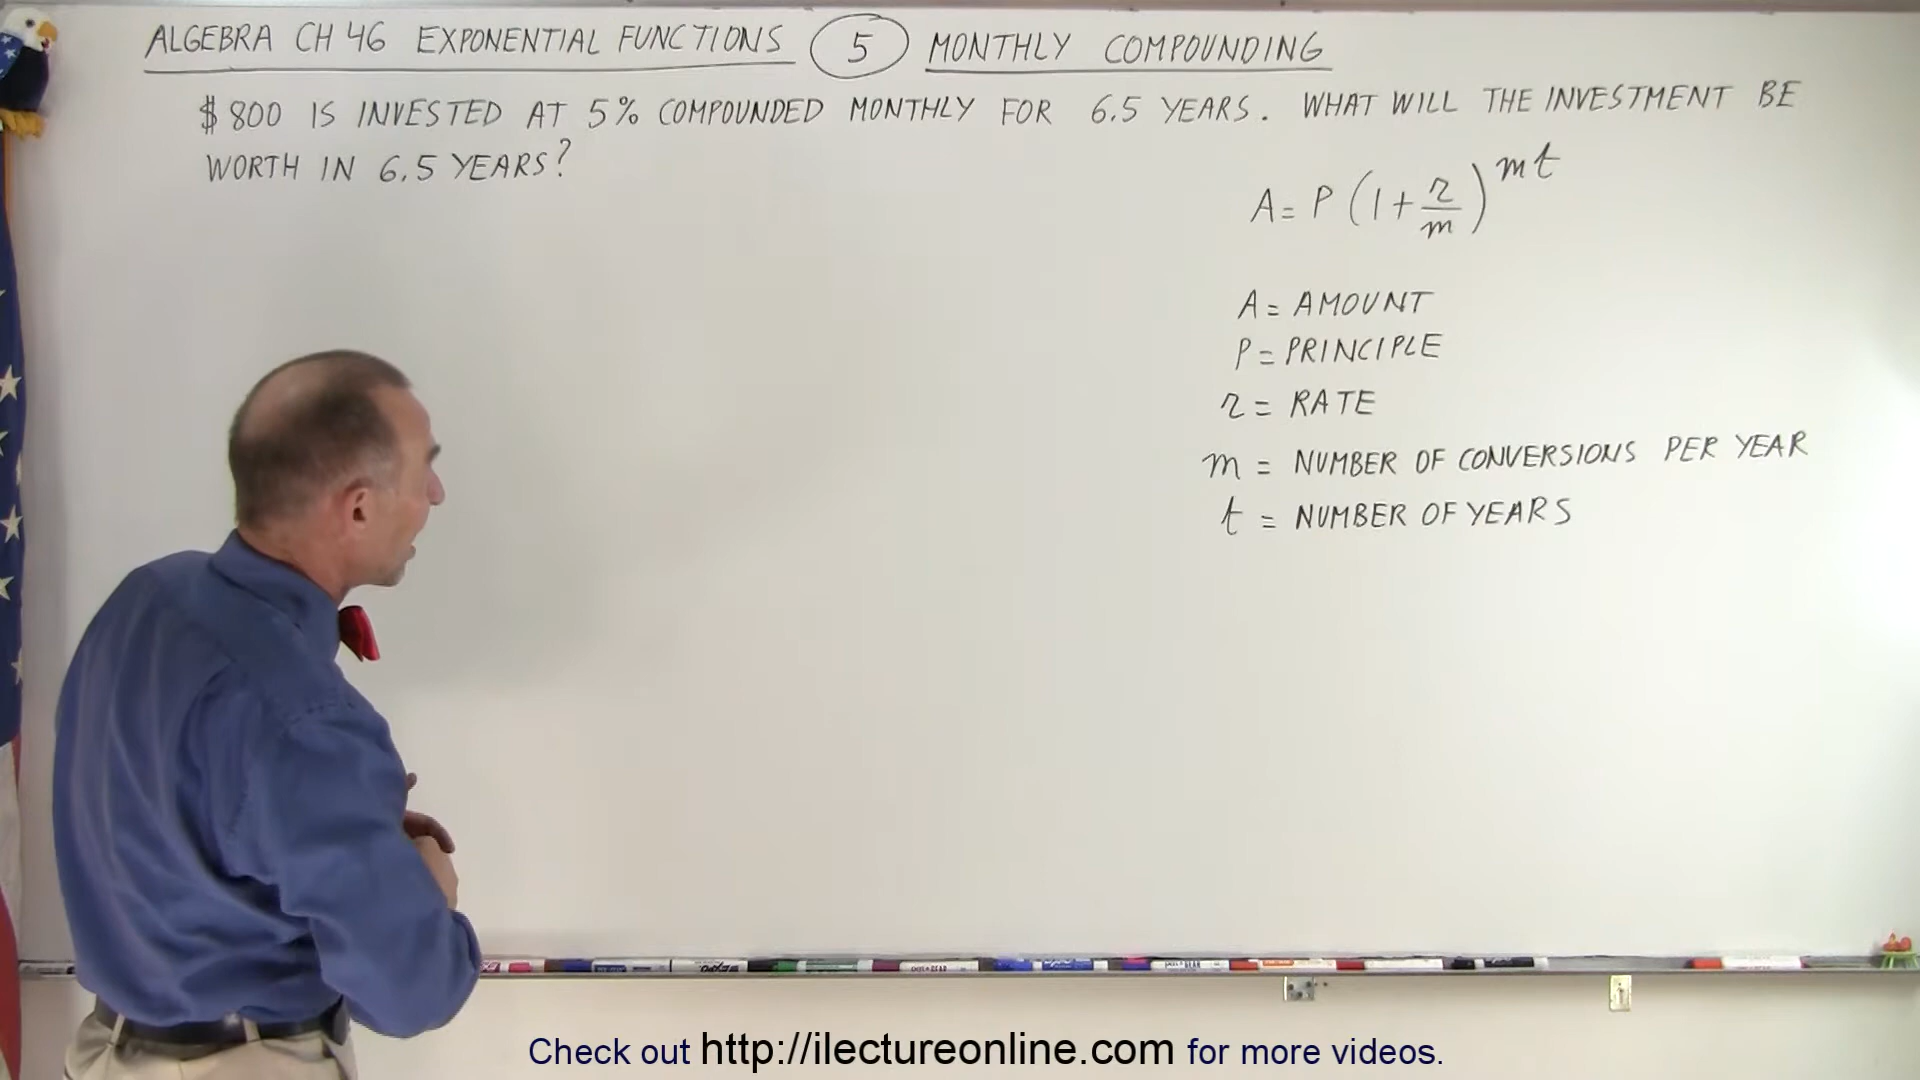 ALGEBRA CH 46 EXPONENTIAL FUNCTIONS 5 MONTHLY COMPOUNDING
$800 IS INVESTED AT 5% COMPOUNDED MONTHLY FOR 6.5 YEARS. WHAT WILL THE INVESTMENT BE
WORTH IN 6.5 YEARS?
A = P (1 + r/m)^mt
A = AMOUNT
P = PRINCIPLE
r = RATE
m = NUMBER OF CONVERSIONS PER YEAR
t = NUMBER OF YEARS
EXPO
Check out http://ilectureonline.com for more videos.